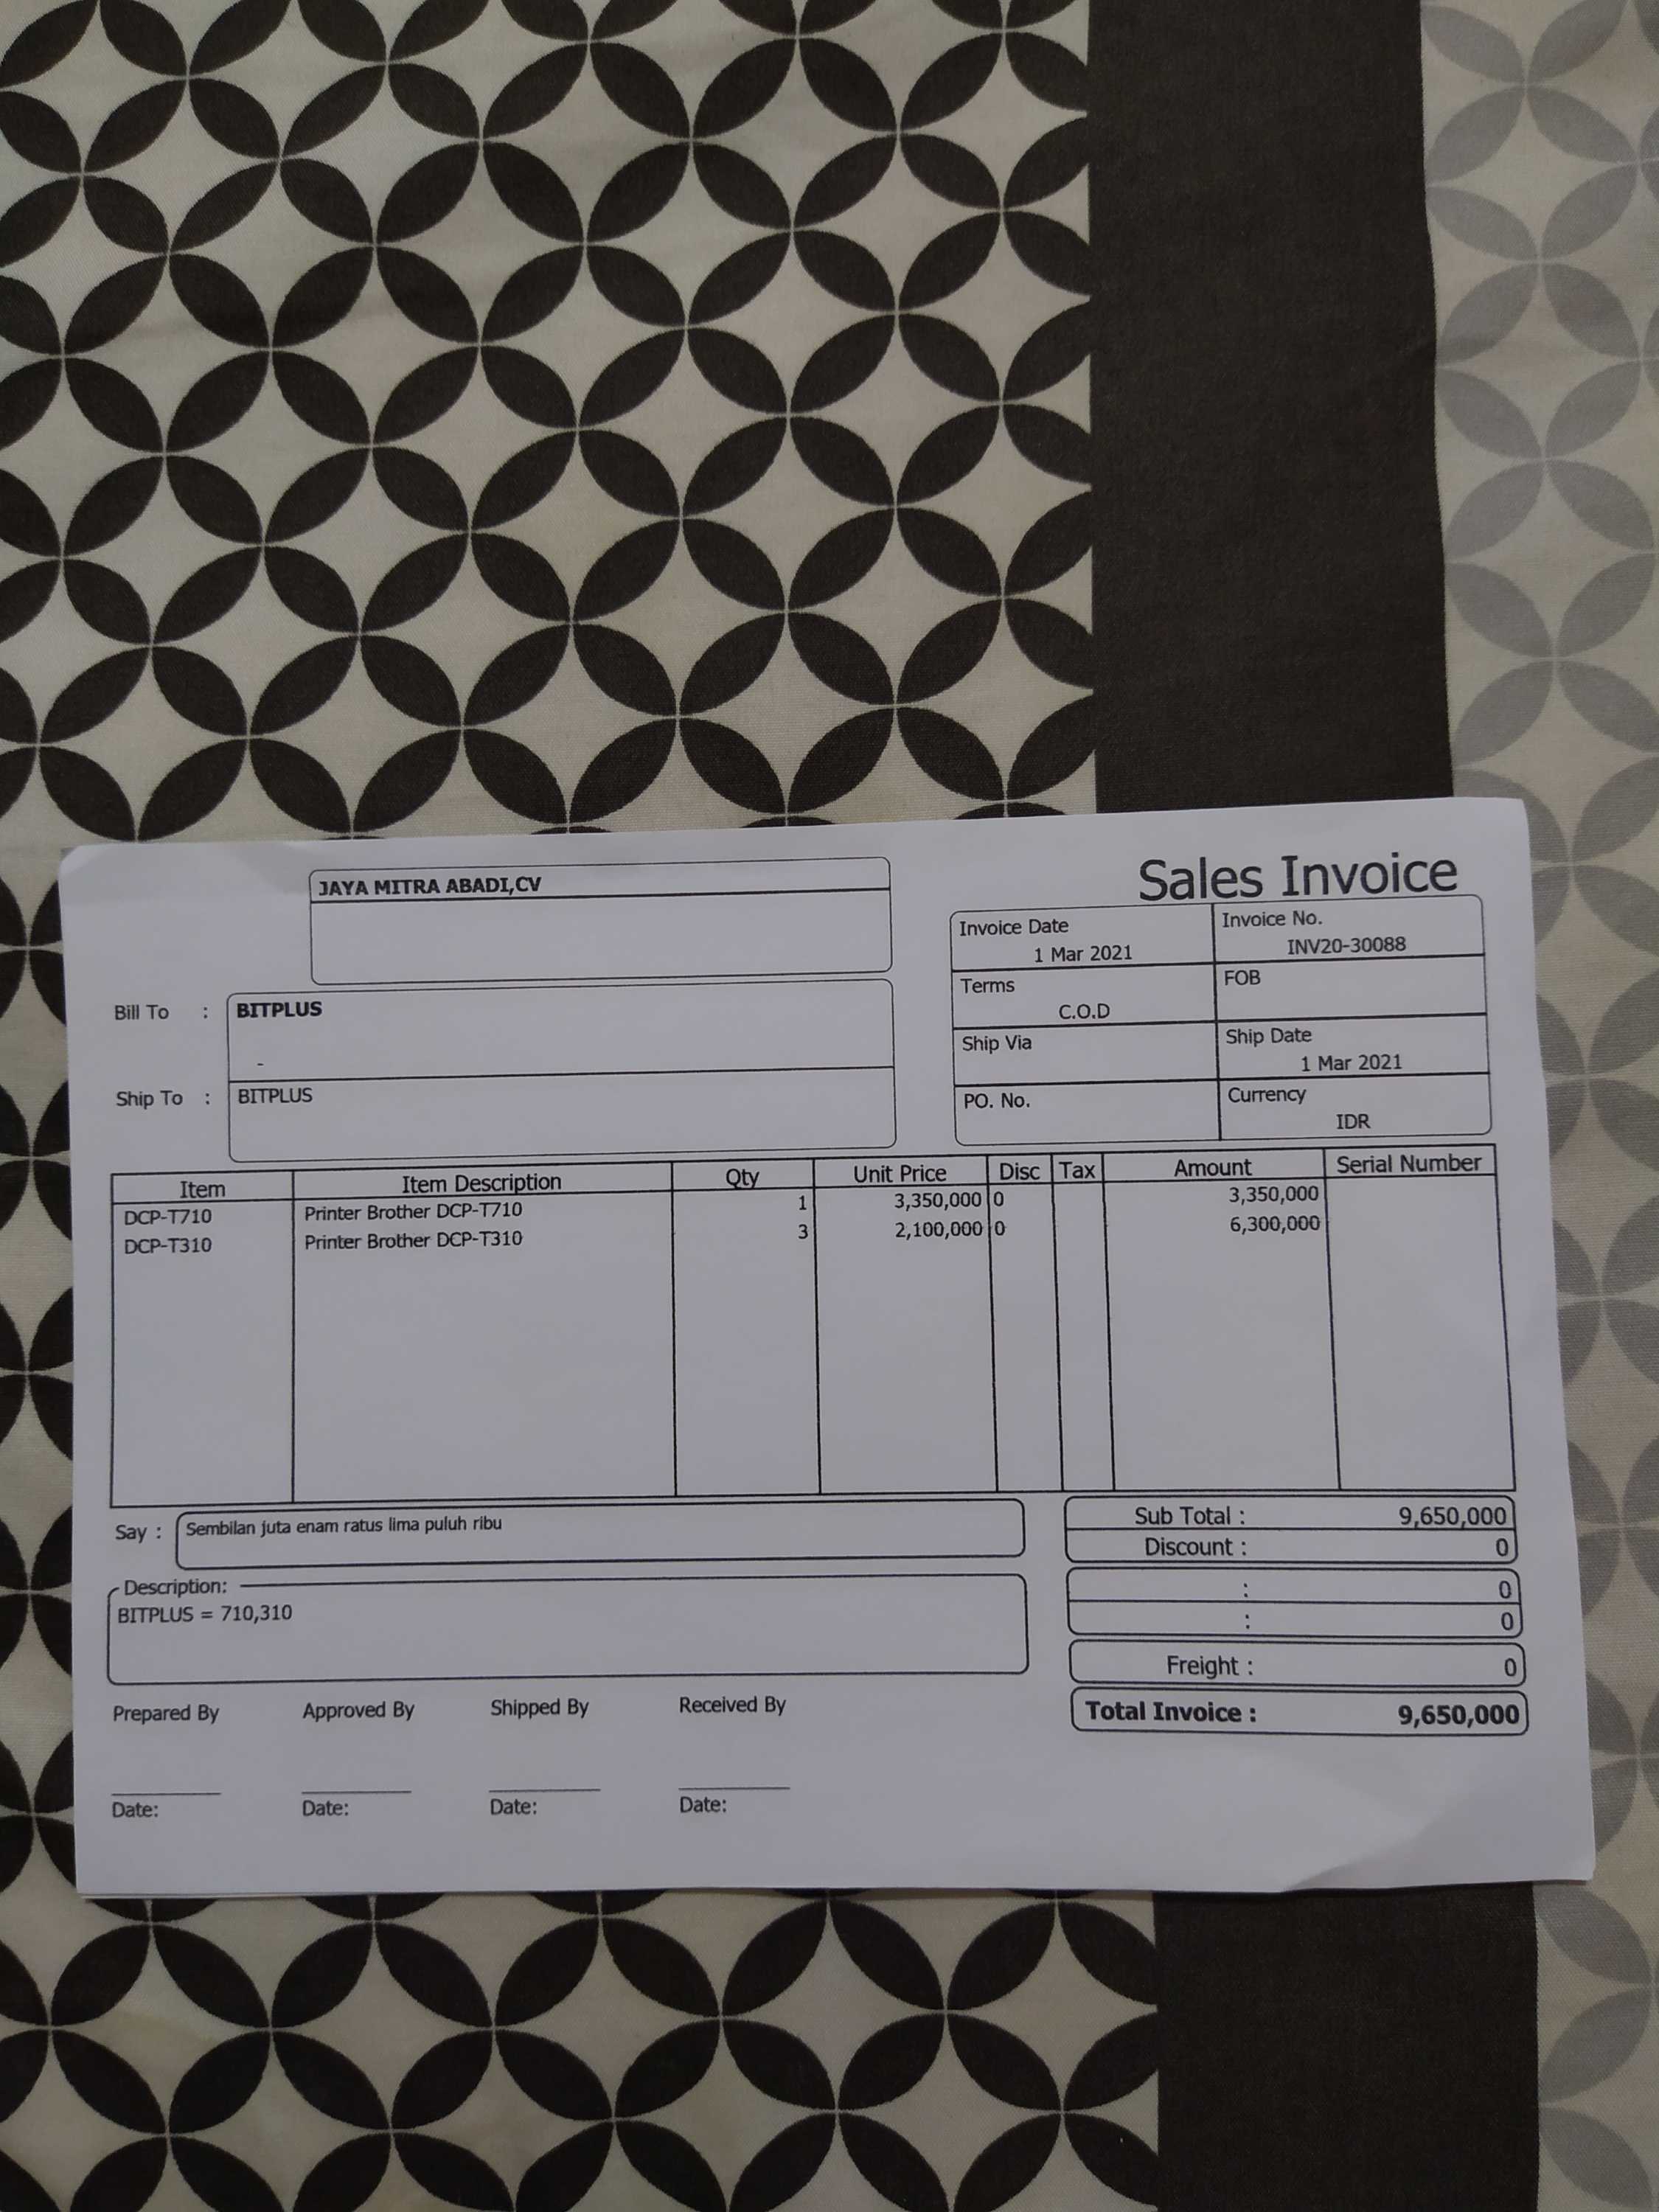 JAYA MITRA ABADI,CV
Sales Invoice
Invoice Date
1 Mar 2021
Invoice No.
INV20-30088
Terms
C.O.D
FOB
Ship Via
Ship Date
1 Mar 2021
PO. No.
Currency
IDR
Bill To : BITPLUS
-
Ship To : BITPLUS
Item Item Description Qty Unit Price Disc Tax Amount Serial Number
DCP-T710 Printer Brother DCP-T710 1 3,350,000 0 3,350,000
DCP-T310 Printer Brother DCP-T310 3 2,100,000 0 6,300,000
Say : Sembilan juta enam ratus lima puluh ribu
Description:
BITPLUS = 710,310
Sub Total : 9,650,000
Discount : 0
: 0
: 0
Freight : 0
Total Invoice : 9,650,000
Prepared By Approved By Shipped By Received By
Date: Date: Date: Date: